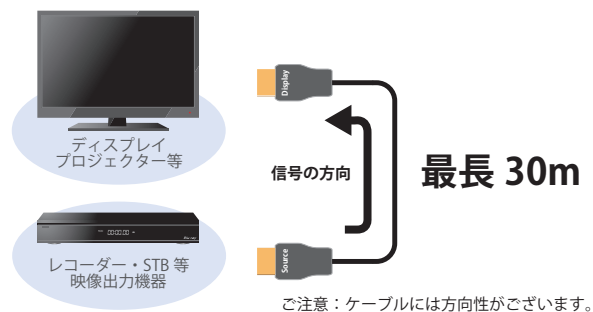 ディスプレイ
プロジェクター等
Display
信号の方向
最長 30m
レコーダー・STB 等
映像出力機器
Source
ご注意：ケーブルには方向性がございます。